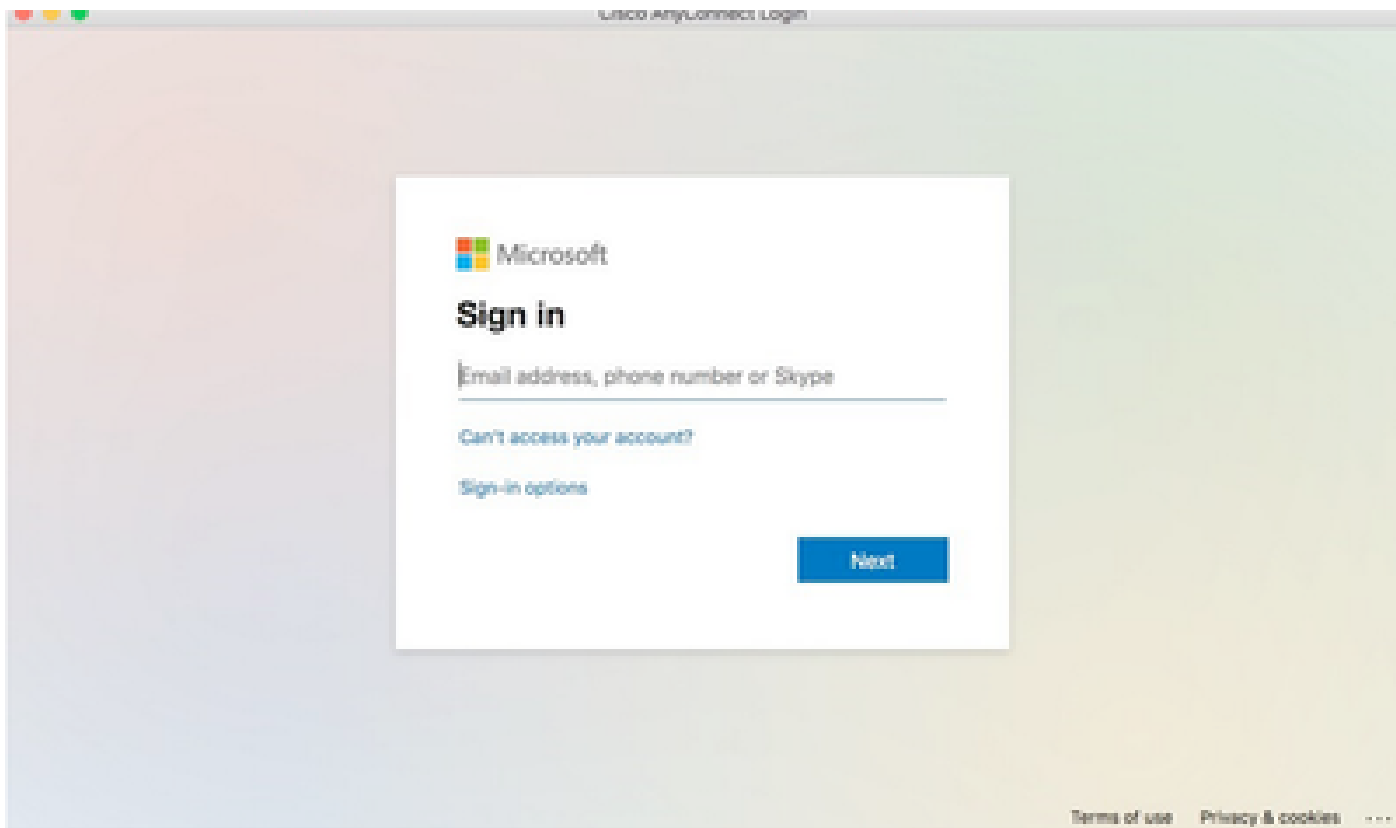 Cisco AnyConnect Login
Microsoft
Sign in
Email address, phone number or Skype
Can't access your account?
Sign-in options
Next
Terms of use Privacy & cookies ...